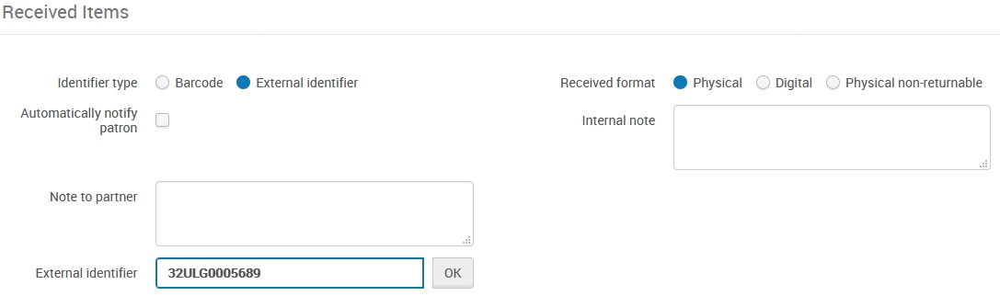 Received Items
Identifier type Barcode External identifier Received format Physical Digital Physical non-returnable
Automatically notify
patron
Internal note
Note to partner
External identifier 32ULG0005689 OK